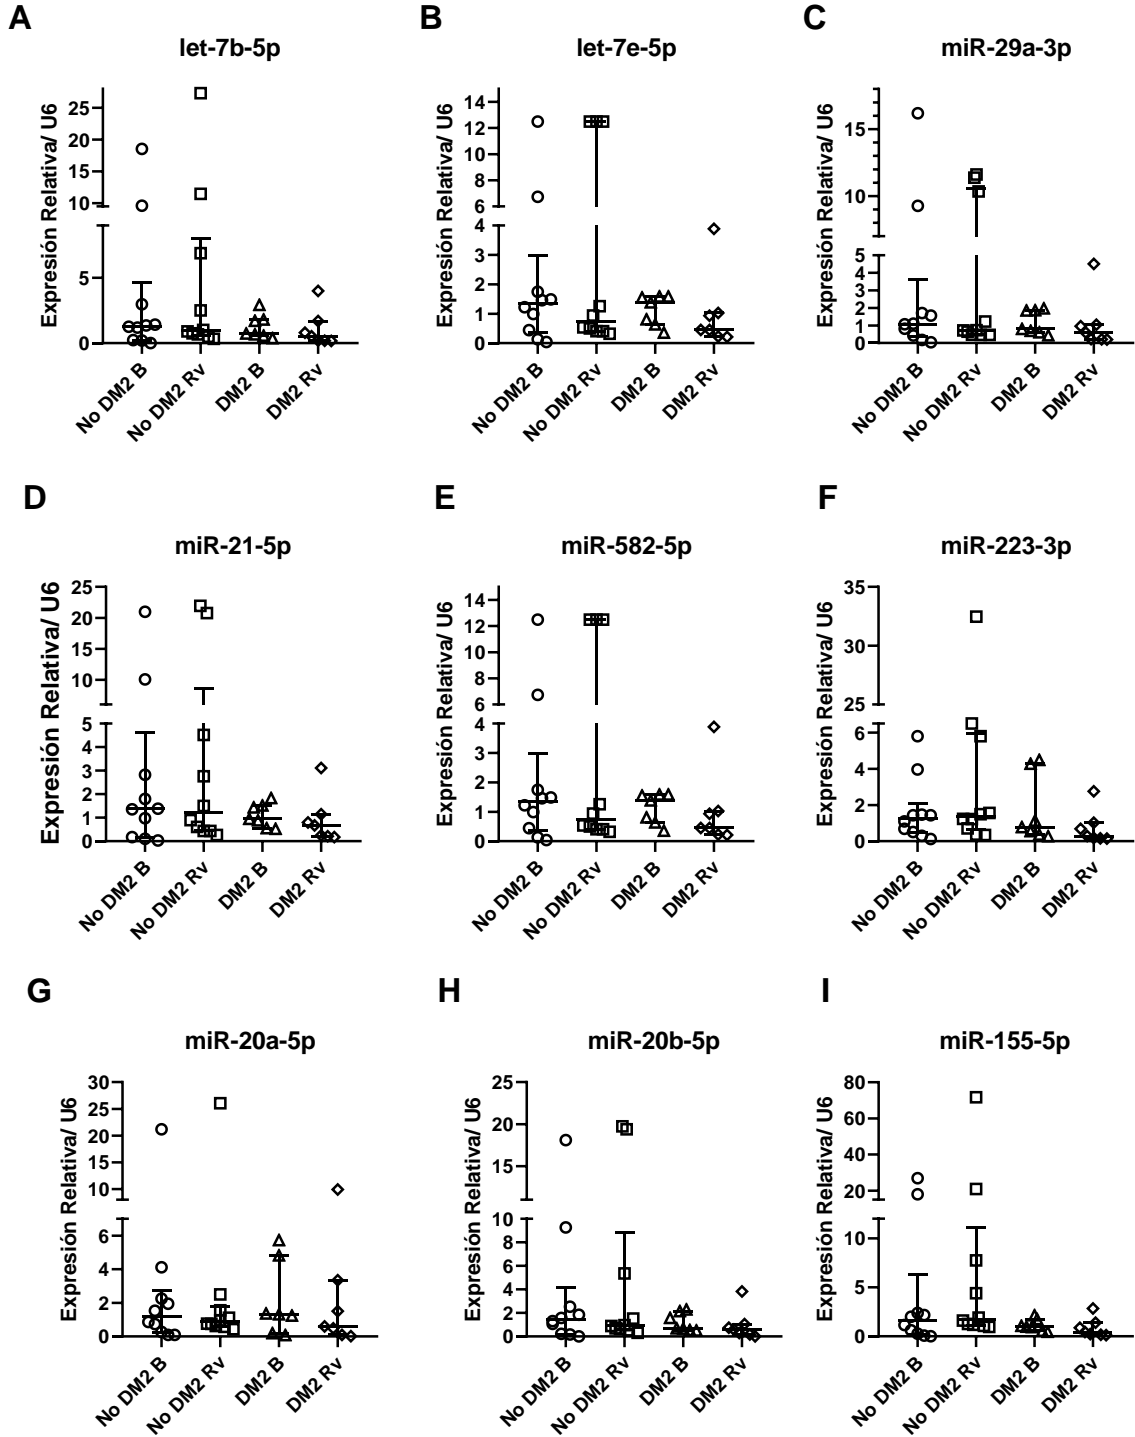 A
let-7b-5p
Expresión Relativa/ U6
25
20
15
10
5
0
No DM2 B
No DM2 Rv
DM2 B
DM2 Rv
B
let-7e-5p
Expresión Relativa/ U6
14
12
10
8
6
4
3
2
1
0
No DM2 B
No DM2 Rv
DM2 B
DM2 Rv
C
miR-29a-3p
Expresión Relativa/ U6
15
10
5
4
3
2
1
0
No DM2 B
No DM2 Rv
DM2 B
DM2 Rv
D
miR-21-5p
Expresión Relativa/ U6
25
20
15
10
5
4
3
2
1
0
No DM2 B
No DM2 Rv
DM2 B
DM2 Rv
E
miR-582-5p
Expresión Relativa/ U6
14
12
10
8
6
4
3
2
1
0
No DM2 B
No DM2 Rv
DM2 B
DM2 Rv
F
miR-223-3p
Expresión Relativa/ U6
35
30
25
6
4
2
0
No DM2 B
No DM2 Rv
DM2 B
DM2 Rv
G
miR-20a-5p
Expresión Relativa/ U6
30
25
20
15
10
6
4
2
0
No DM2 B
No DM2 Rv
DM2 B
DM2 Rv
H
miR-20b-5p
Expresión Relativa/ U6
25
20
15
10
8
6
4
2
0
No DM2 B
No DM2 Rv
DM2 B
DM2 Rv
I
miR-155-5p
Expresión Relativa/ U6
80
60
40
20
10
5
0
No DM2 B
No DM2 Rv
DM2 B
DM2 Rv